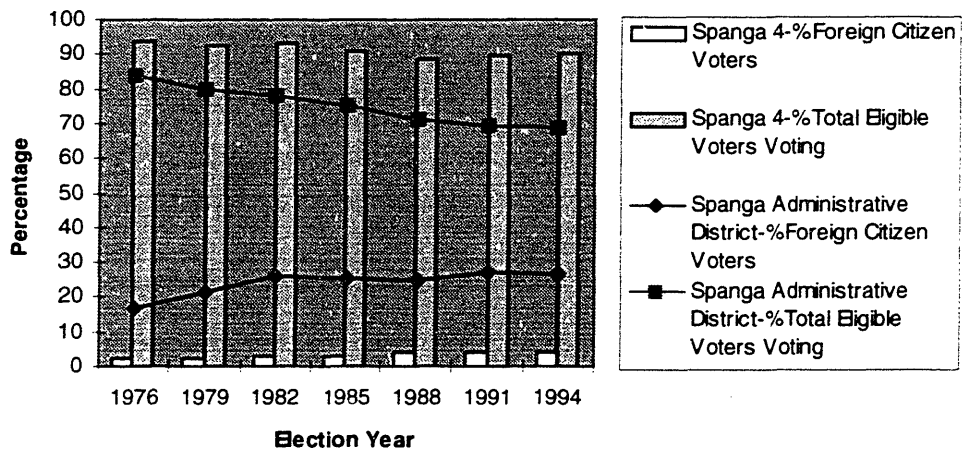 100
90
80
70
60
50
40
30
20
10
0
Percentage
1976 1979 1982 1985 1988 1991 1994
Election Year
Spanga 4-%Foreign Citizen
Voters
Spanga 4-%Total Eligible
Voters Voting
Spanga Administrative
District-%Foreign Citizen
Voters
Spanga Administrative
District-%Total Eligible
Voters Voting